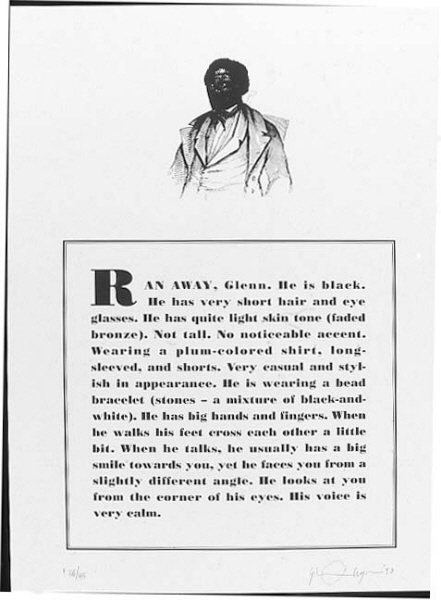 RAN AWAY, Glenn. He is black.
He has very short hair and eye
glasses. He has quite light skin tone (faded
bronze). Not tall. No noticeable accent.
Wearing a plum-colored shirt, long-
sleeved, and shorts. Very casual and styl-
ish in appearance. He is wearing a bead
bracelet (stones – a mixture of black-and-
white). He has big hands and fingers. When
he walks his feet cross each other a little
bit. When he talks, he usually has a big
smile towards you, yet he faces you from a
slightly different angle. He looks at you
from the corner of his eyes. His voice is
very calm.